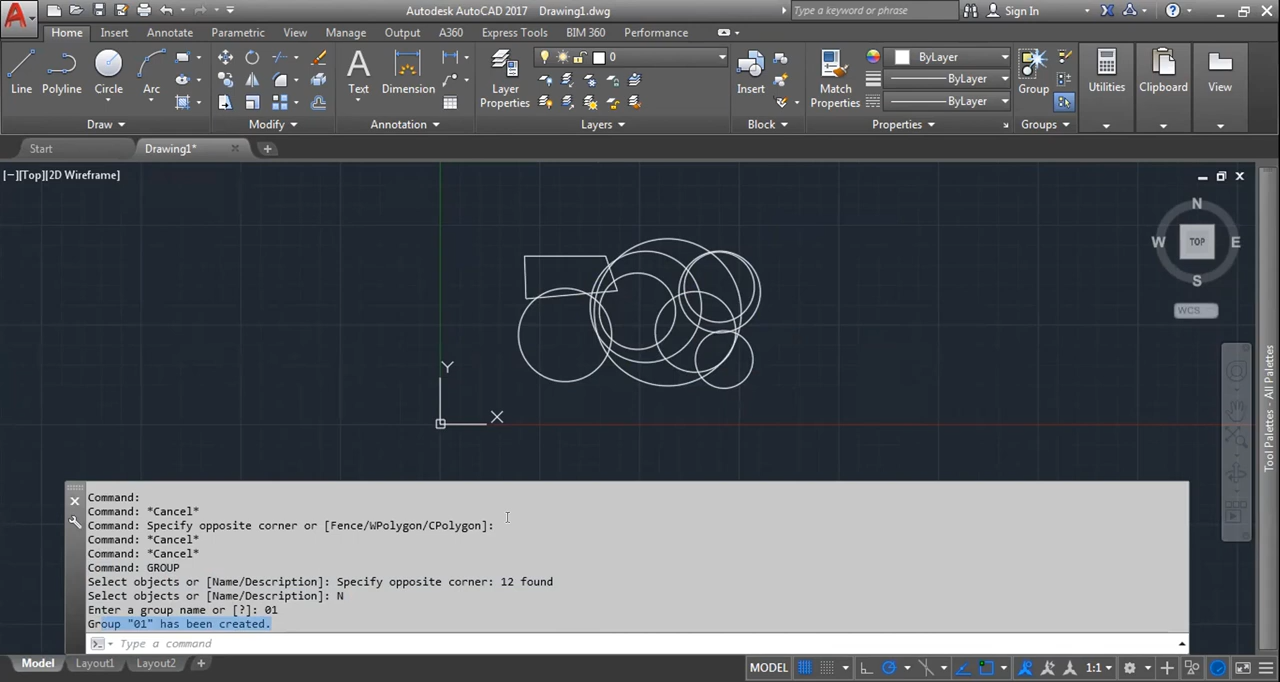 A Autodesk AutoCAD 2017 Drawing1.dwg Type a keyword or phrase Sign In
Home Insert Annotate Parametric View Manage Output A360 Express Tools BIM 360 Performance
0 ByLayer
ByLayer
ByLayer
Line Polyline Circle Arc Text Dimension Layer Properties Insert Match Properties Group Utilities Clipboard View
Draw Modify Annotation Layers Block Properties Groups
Start Drawing1*
[−][Top][2D Wireframe]
N
W TOP E
S
WCS
Y
X
Tool Palettes - All Palettes
Command:
Command: *Cancel*
Command: Specify opposite corner or [Fence/WPolygon/CPolygon]:
Command: *Cancel*
Command: *Cancel*
Command: GROUP
Select objects or [Name/Description]: Specify opposite corner: 12 found
Select objects or [Name/Description]: N
Enter a group name or [?]: 01
Group "01" has been created.
Type a command
Model Layout1 Layout2 MODEL 1:1